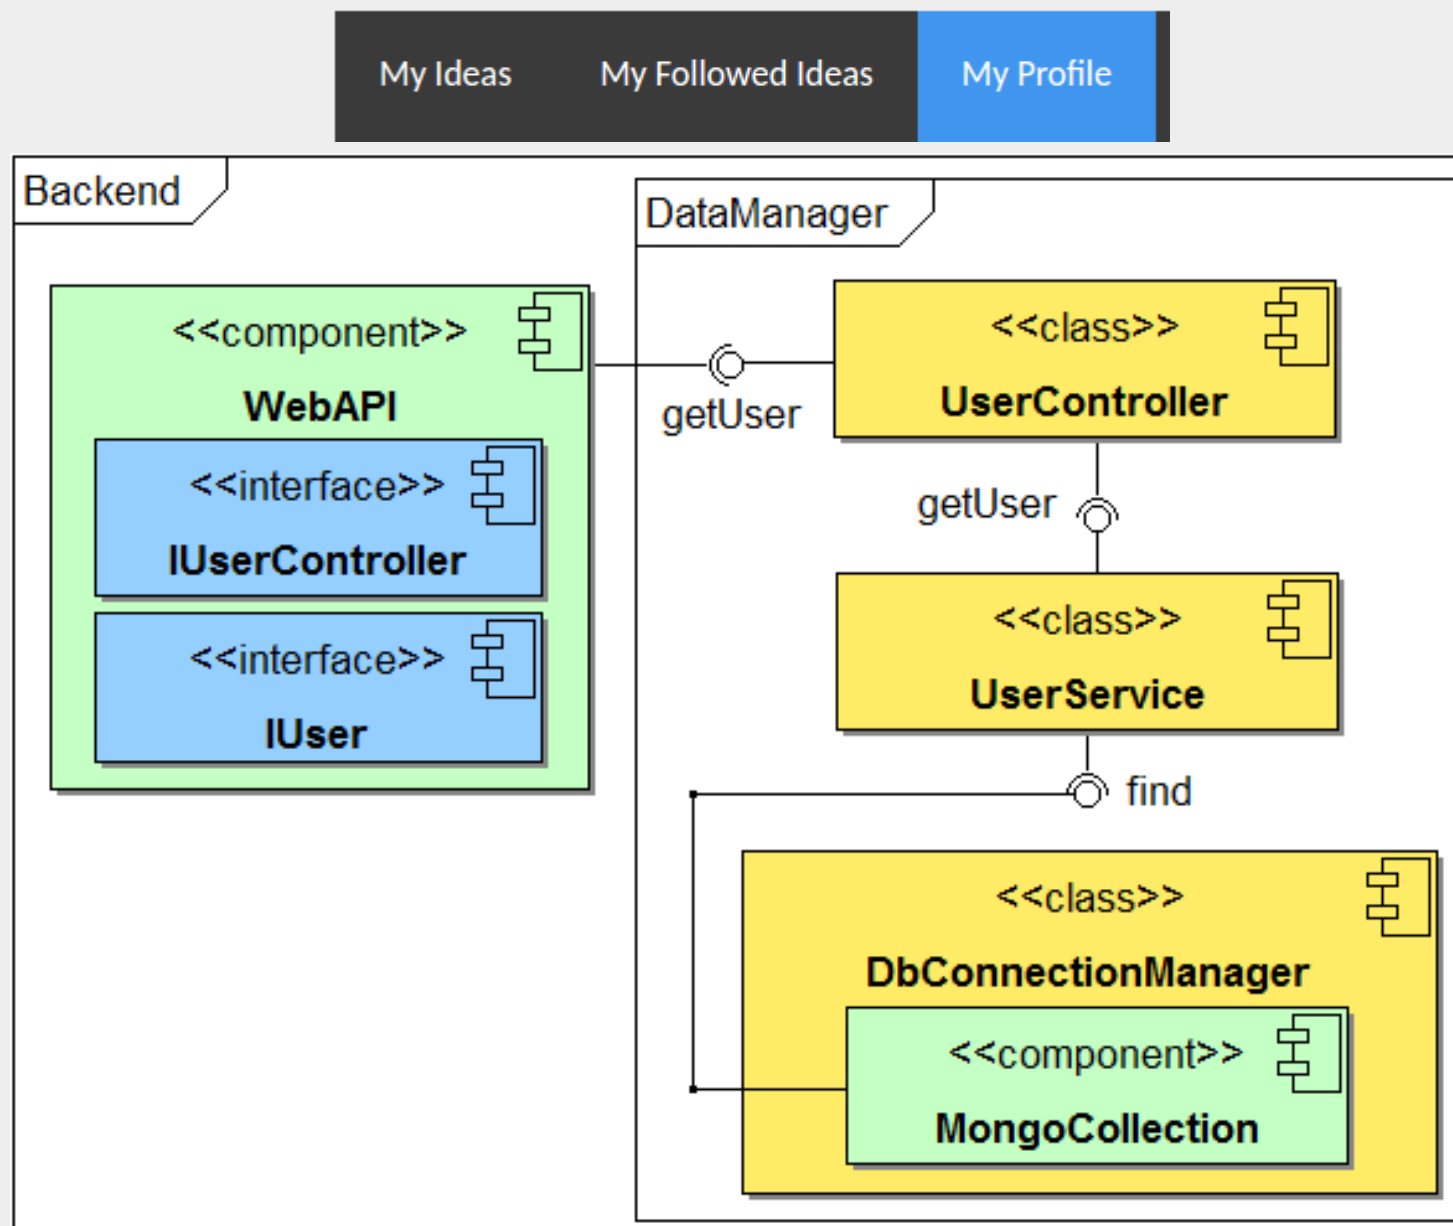 My Ideas My Followed Ideas My Profile
Backend
DataManager
<<component>>
WebAPI
<<interface>>
IUserController
<<interface>>
IUser
getUser
<<class>>
UserController
getUser
<<class>>
UserService
find
<<class>>
DbConnectionManager
<<component>>
MongoCollection